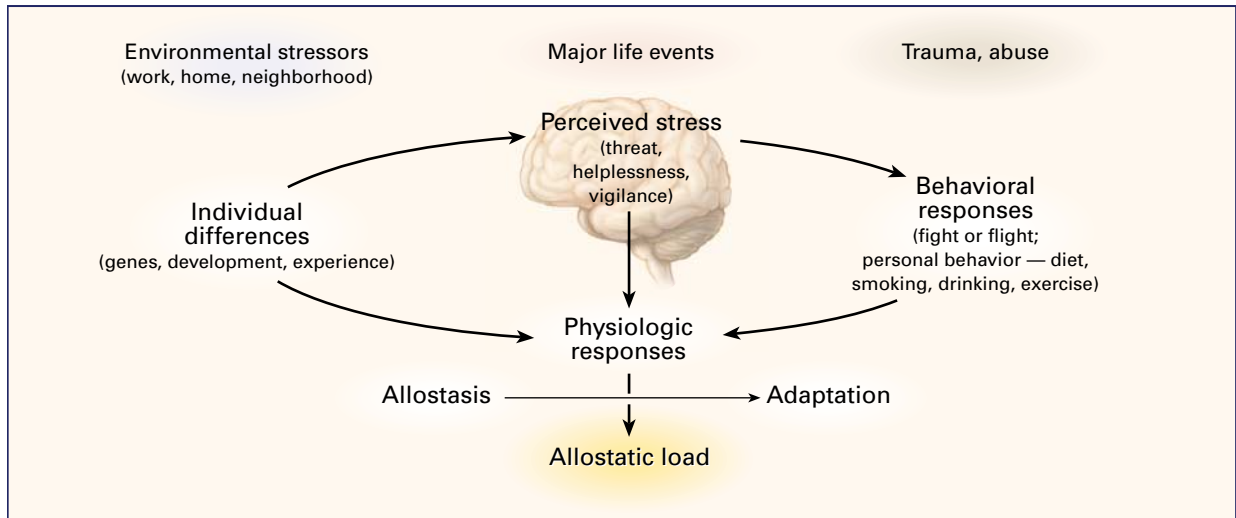 Environmental stressors
(work, home, neighborhood)
Major life events
Trauma, abuse
Perceived stress
(threat,
helplessness,
vigilance)
Individual
differences
(genes, development, experience)
Behavioral
responses
(fight or flight;
personal behavior — diet,
smoking, drinking, exercise)
Physiologic
responses
Allostasis
Adaptation
Allostatic load